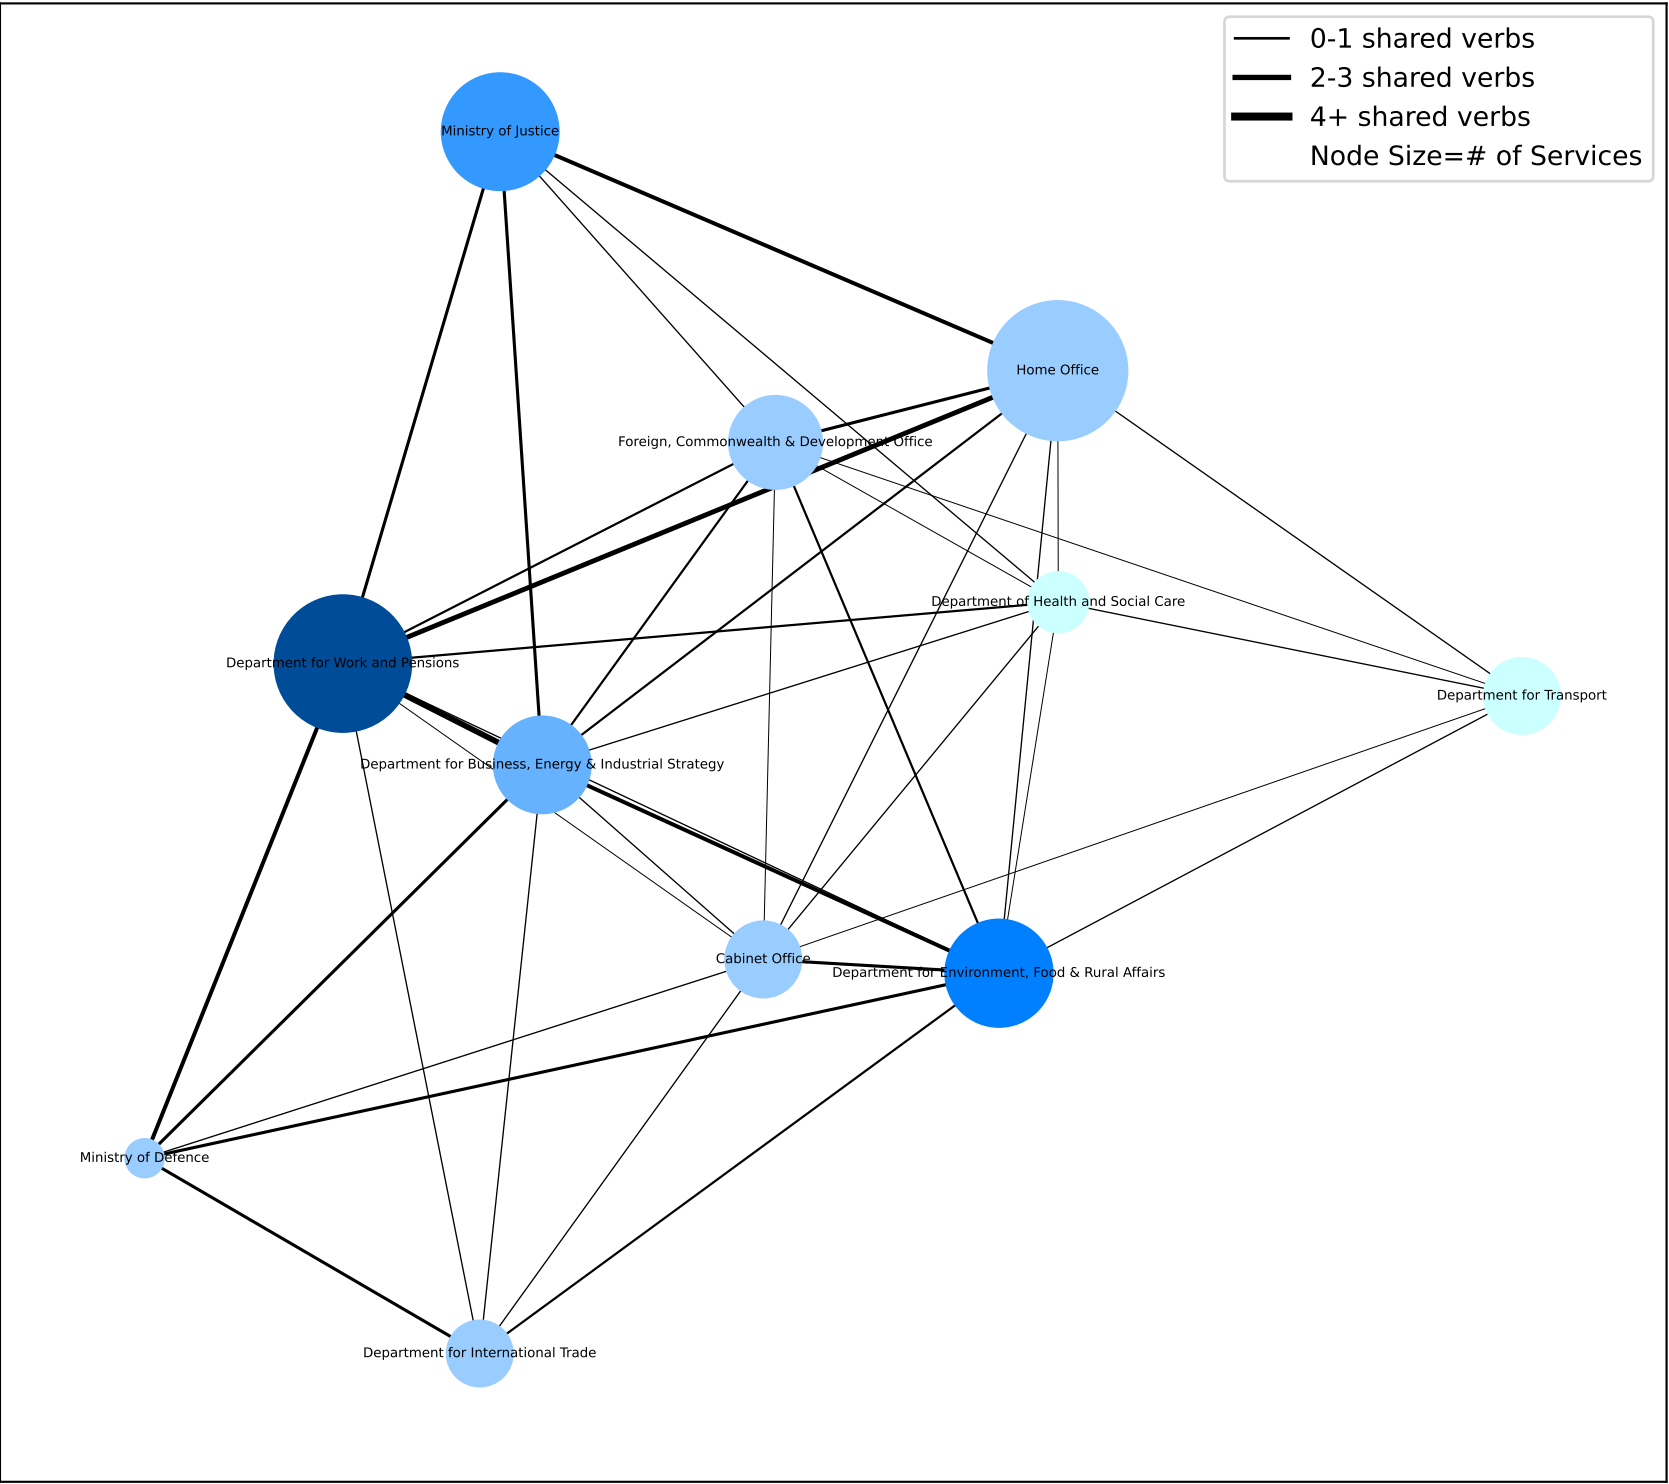 0-1 shared verbs
2-3 shared verbs
4+ shared verbs
Node Size=# of Services
Ministry of Justice
Home Office
Foreign, Commonwealth & Development Office
Department of Health and Social Care
Department for Work and Pensions
Department for Transport
Department for Business, Energy & Industrial Strategy
Cabinet Office
Department for Environment, Food & Rural Affairs
Ministry of Defence
Department for International Trade